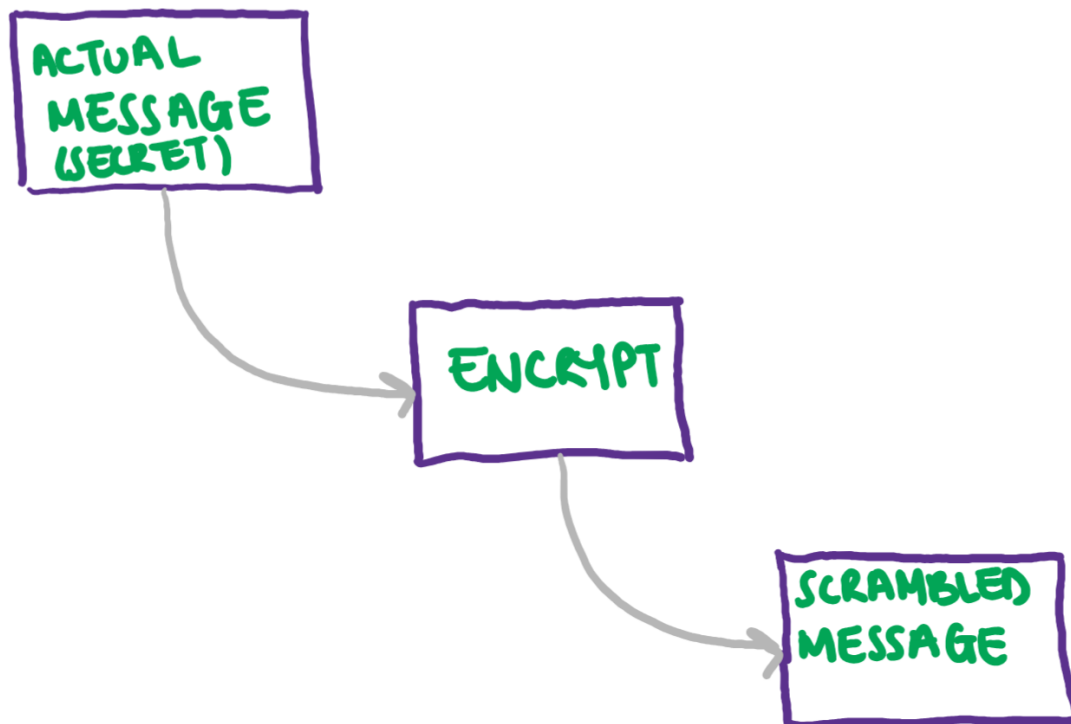 ACTUAL
MESSAGE
(SECRET)
ENCRYPT
SCRAMBLED
MESSAGE